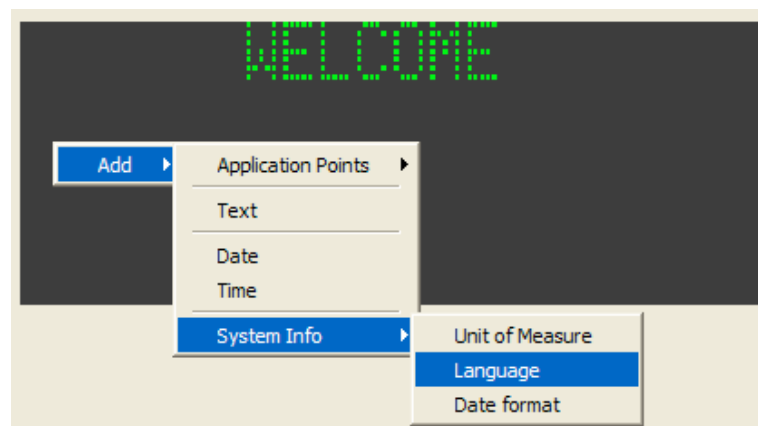 WELCOME
Add
Application Points
Text
Date
Time
System Info
Unit of Measure
Language
Date format